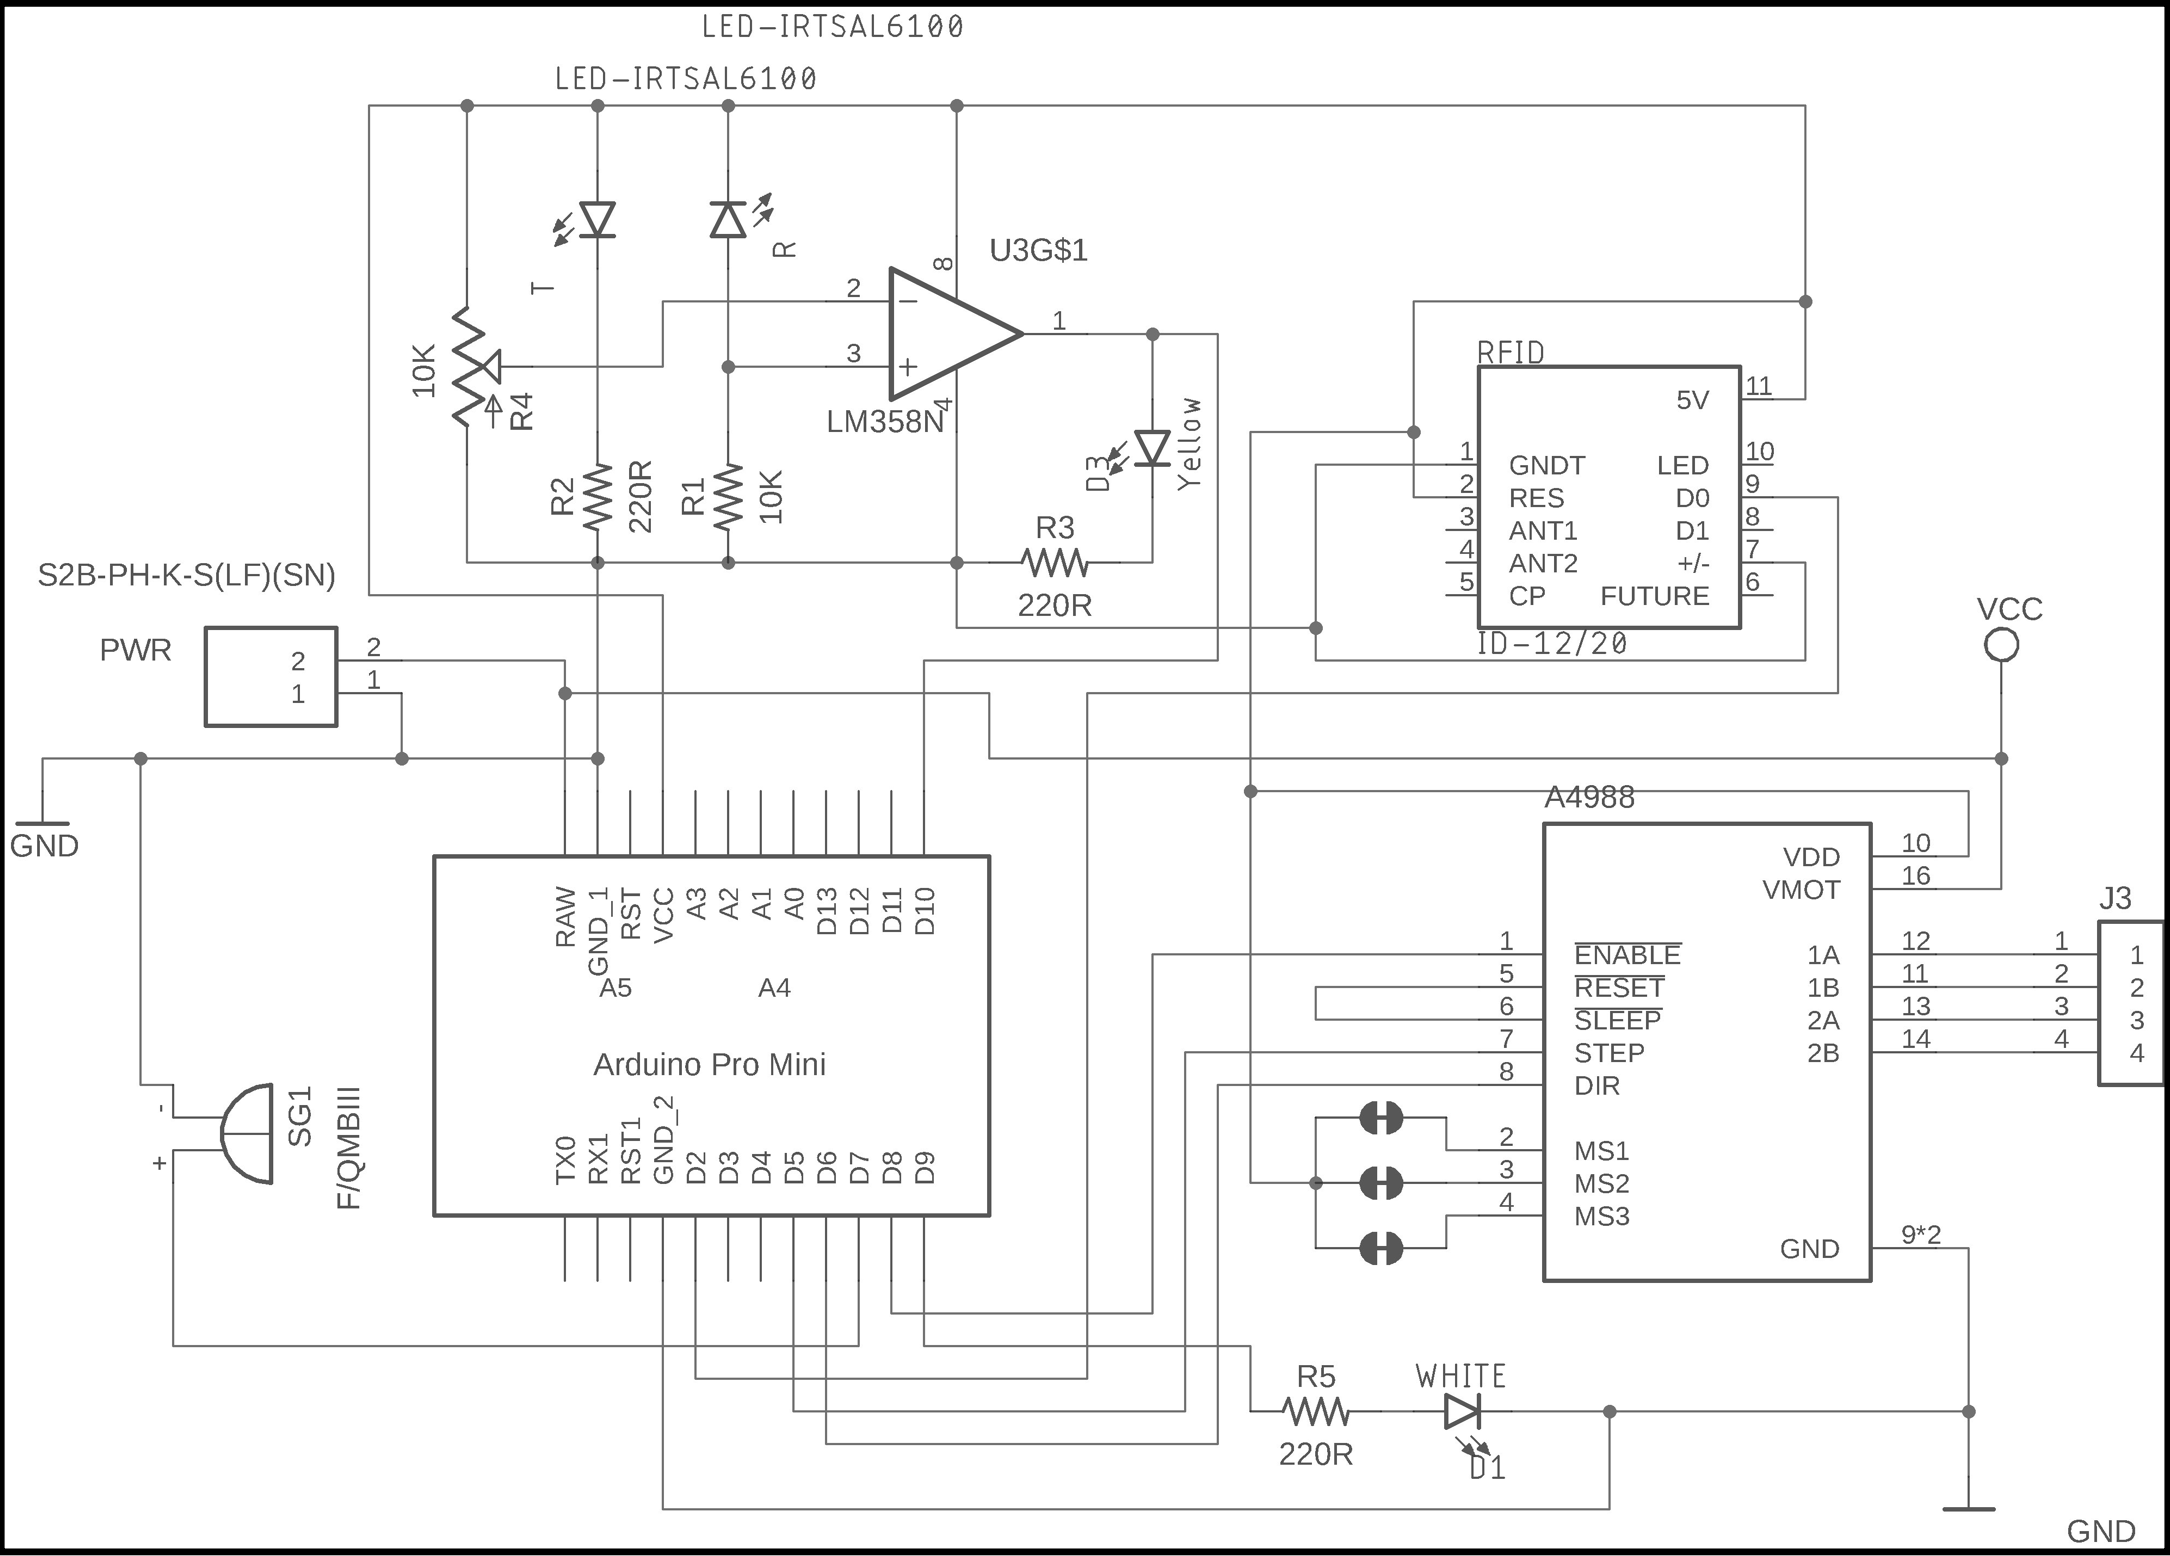 LED-IRTSAL6100
LED-IRTSAL6100
T
R
U3G$1
8
2
3
1
4
LM358N
10K
R4
R2
220R
R1
10K
D3
Yellow
R3
220R
RFID
5V 11
1 GNDT LED 10
2 RES D0 9
3 ANT1 D1 8
4 ANT2 +/- 7
5 CP FUTURE 6
ID-12/20
S2B-PH-K-S(LF)(SN)
PWR
2 2
1 1
GND
VCC
RAW GND_1 RST VCC A3 A2 A1 A0 D13 D12 D11 D10
A5 A4
Arduino Pro Mini
TX0 RX1 RST1 GND_2 D2 D3 D4 D5 D6 D7 D8 D9
-
+
SG1
F/QMBIII
A4988
VDD 10
VMOT 16
1 ENABLE 1A 12
5 RESET 1B 11
6 SLEEP 2A 13
7 STEP 2B 14
8 DIR
2 MS1
3 MS2
4 MS3
GND 9*2
J3
1 1
2 2
3 3
4 4
R5
220R
WHITE
D1
GND